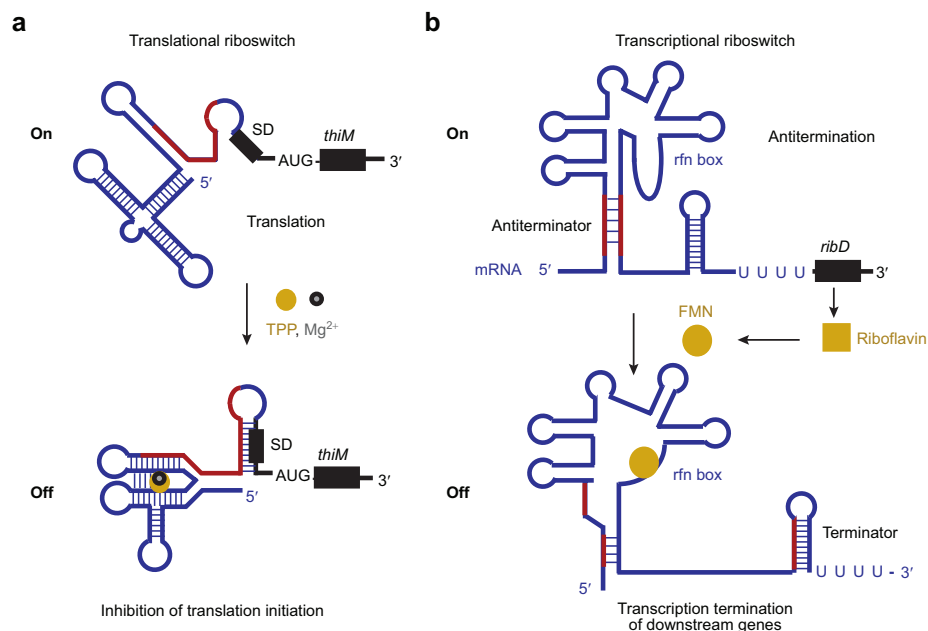 a
Translational riboswitch
On
SD
thiM
AUG
3′
5′
Translation
TPP, Mg²⁺
SD
thiM
AUG
3′
5′
Off
Inhibition of translation initiation
b
Transcriptional riboswitch
On
Antitermination
rfn box
Antiterminator
ribD
mRNA 5′
U U U U
3′
FMN
Riboflavin
rfn box
Off
Terminator
U U U U - 3′
5′
Transcription termination
of downstream genes